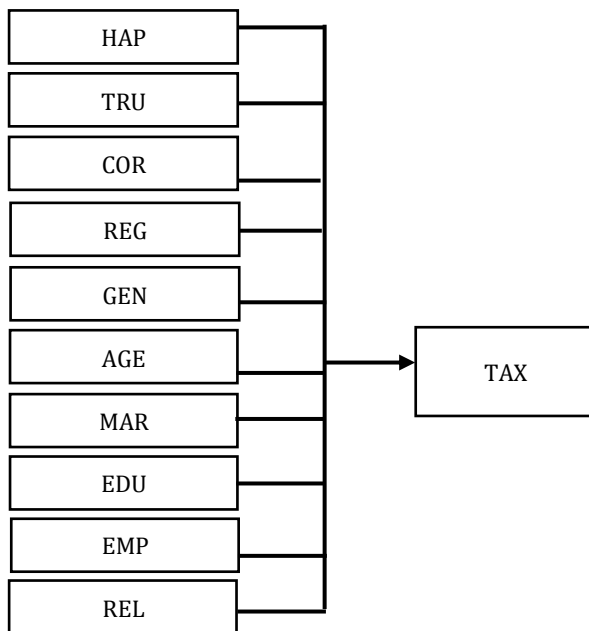 HAP
TRU
COR
REG
GEN
AGE
TAX
MAR
EDU
EMP
REL